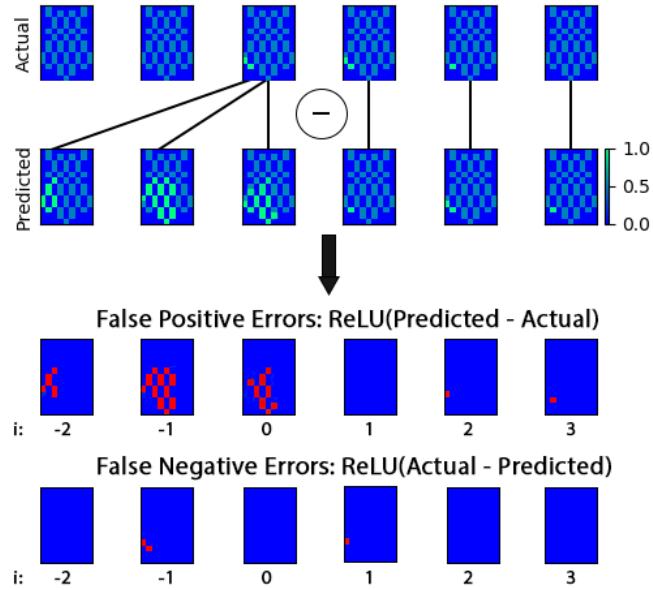 Actual
−
Predicted
1.0
0.5
0.0
False Positive Errors: ReLU(Predicted - Actual)
i: -2 -1 0 1 2 3
False Negative Errors: ReLU(Actual - Predicted)
i: -2 -1 0 1 2 3